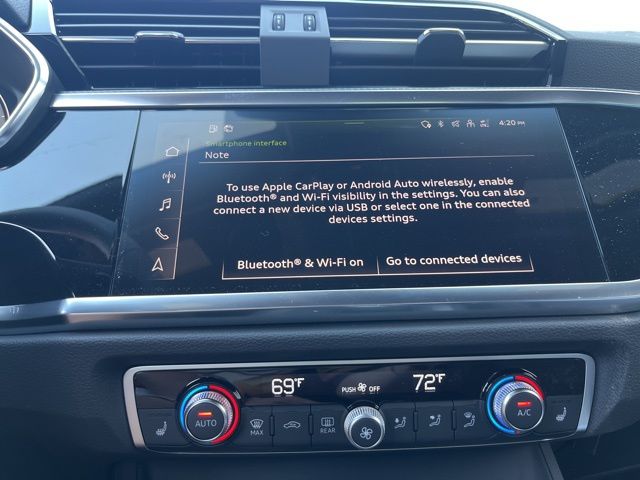 4:20 PM
Smartphone interface
Note
To use Apple CarPlay or Android Auto wirelessly, enable
Bluetooth® and Wi-Fi visibility in the settings. You can also
connect a new device via USB or select one in the connected
devices settings.
Bluetooth® & Wi-Fi on
Go to connected devices
69°F
PUSH OFF
72°F
AUTO
MAX
REAR
A/C